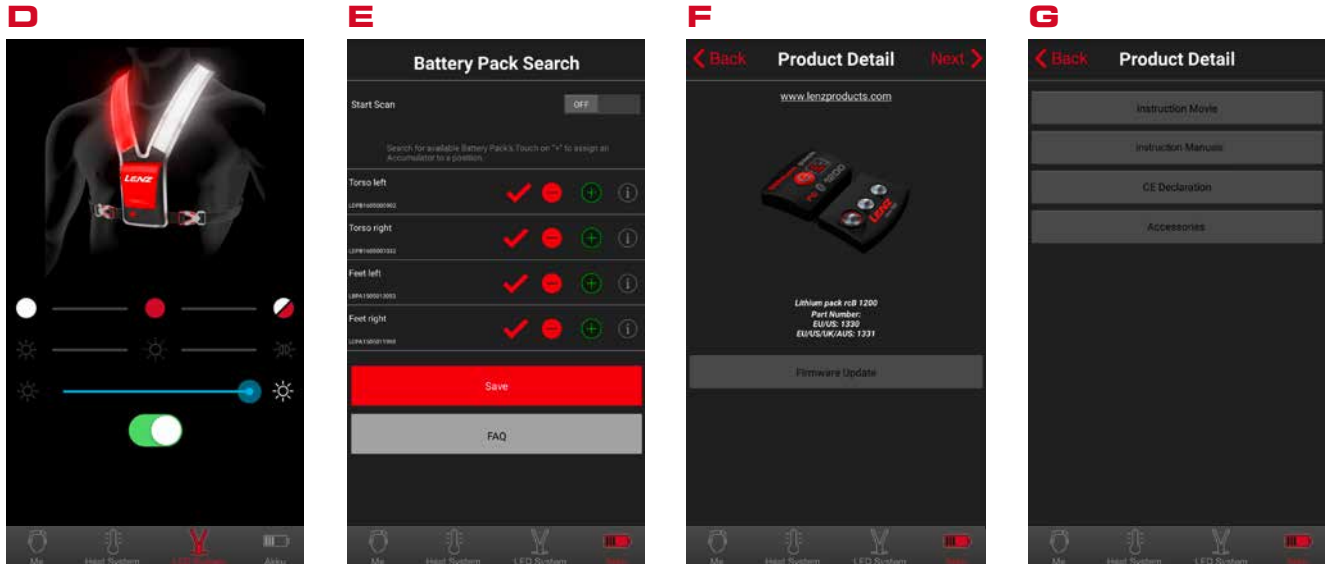 D
LENZ
Me
Heat System
LED System
Akku
E
Battery Pack Search
Start Scan
OFF
Search for available Battery Pack's Touch on "+" to assign an
Accumulator to a position.
Torso left
Torso right
Feet left
Feet right
Save
FAQ
Me
Heat System
LED System
F
Back
Product Detail
Next
www.lenzproducts.com
1200
LENZ
Lithium pack rcB 1200
Part Number:
EU/US: 1330
EU/US/UK/AUS: 1331
Firmware Update
Me
Heat System
LED System
G
Back
Product Detail
Instruction Movie
Instruction Manuals
CE Declaration
Accessories
Me
Heat System
LED System